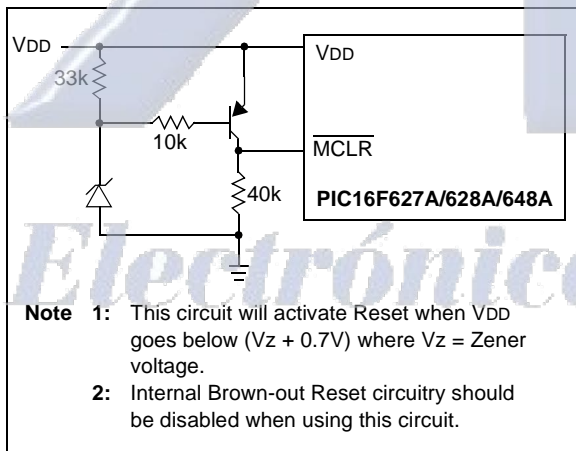 VDD
VDD
33k
10k
MCLR
40k
PIC16F627A/628A/648A
Electrónica
Note 1: This circuit will activate Reset when VDD
goes below (Vz + 0.7V) where Vz = Zener
voltage.
2: Internal Brown-out Reset circuitry should
be disabled when using this circuit.